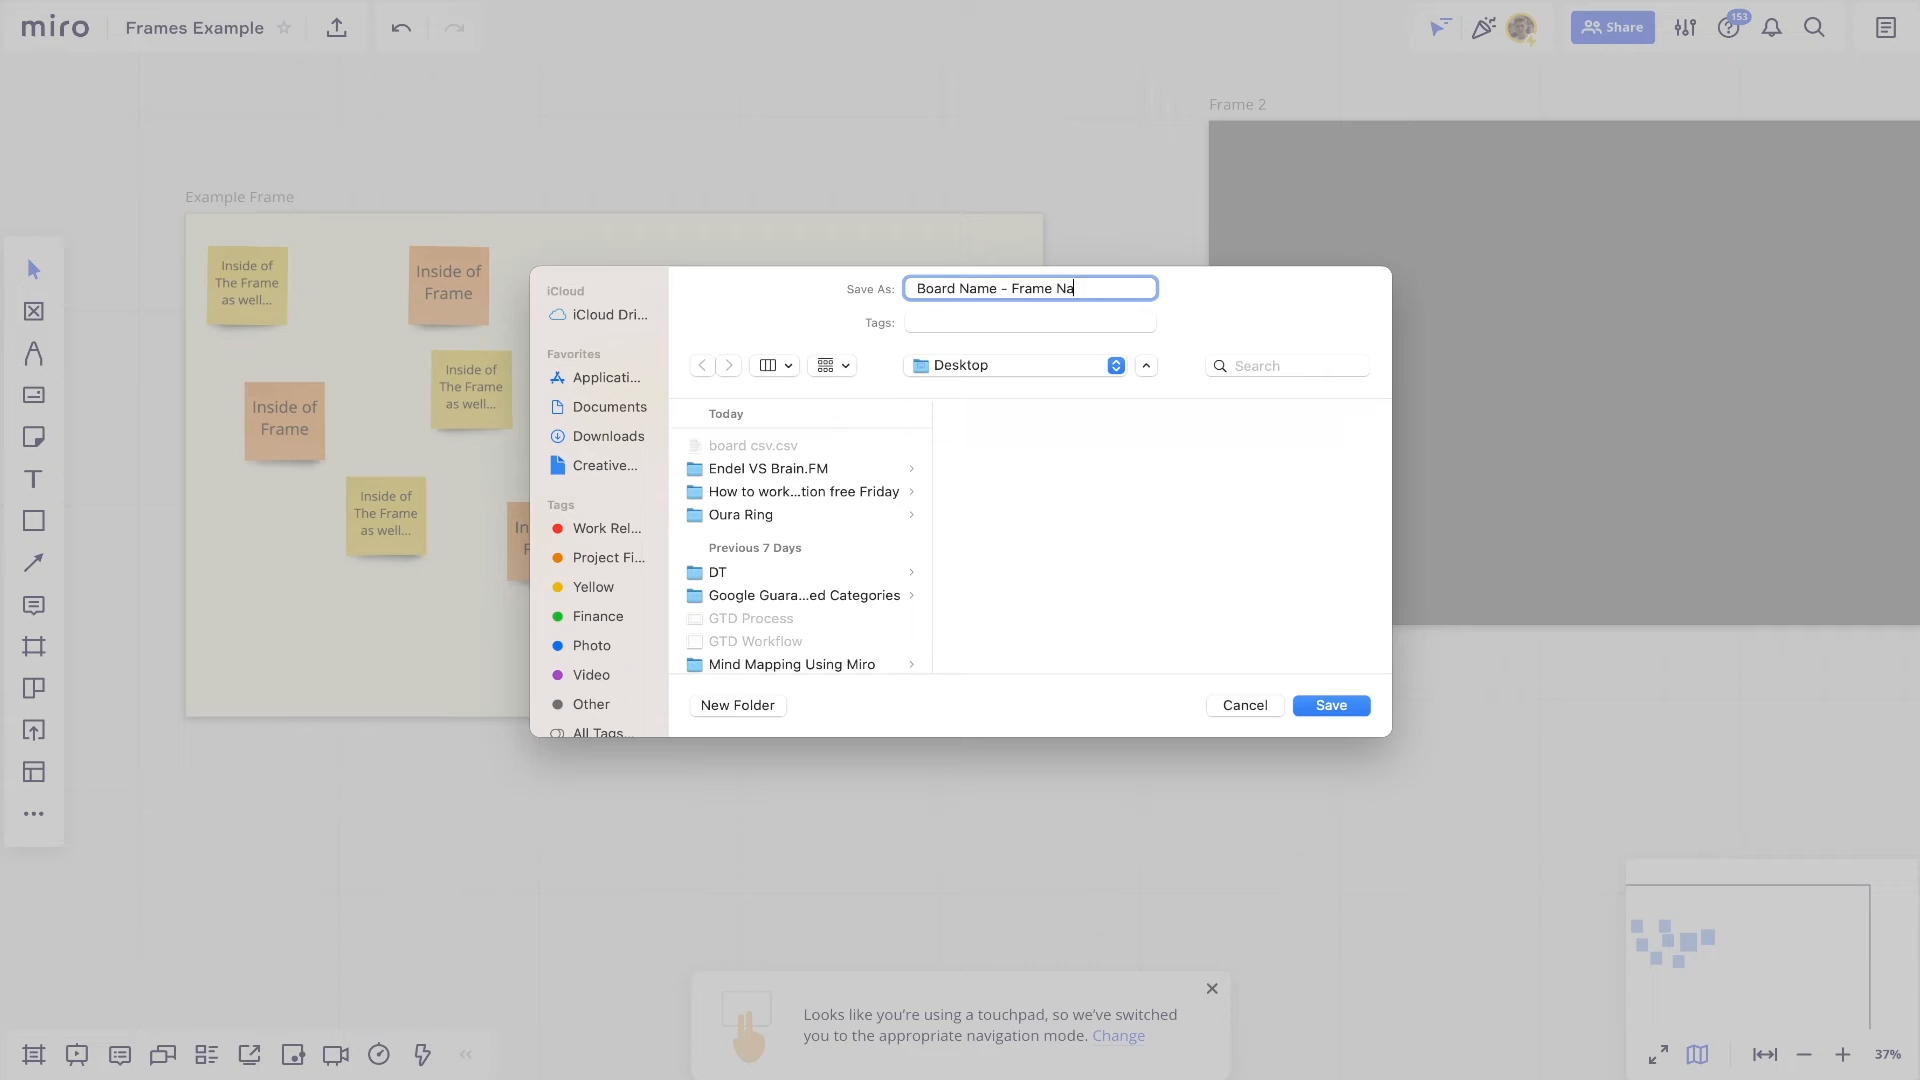 miro
Frames Example
153
Share
Frame 2
Example Frame
Inside of
The Frame
as well...
Inside of
Frame
Inside of
The Frame
as well...
Inside of
Frame
Inside of
The Frame
as well...
In
F
iCloud
iCloud Dri...
Favorites
Applicati...
Documents
Downloads
Creative...
Tags
Work Rel...
Project Fi...
Yellow
Finance
Photo
Video
Other
All Tags...
Save As:
Board Name - Frame Na
Tags:
Desktop
Search
Today
board csv.csv
Endel VS Brain.FM
How to work...tion free Friday
Oura Ring
Previous 7 Days
DT
Google Guara...ed Categories
GTD Process
GTD Workflow
Mind Mapping Using Miro
New Folder
Cancel
Save
Looks like you're using a touchpad, so we've switched
you to the appropriate navigation mode. Change
37%